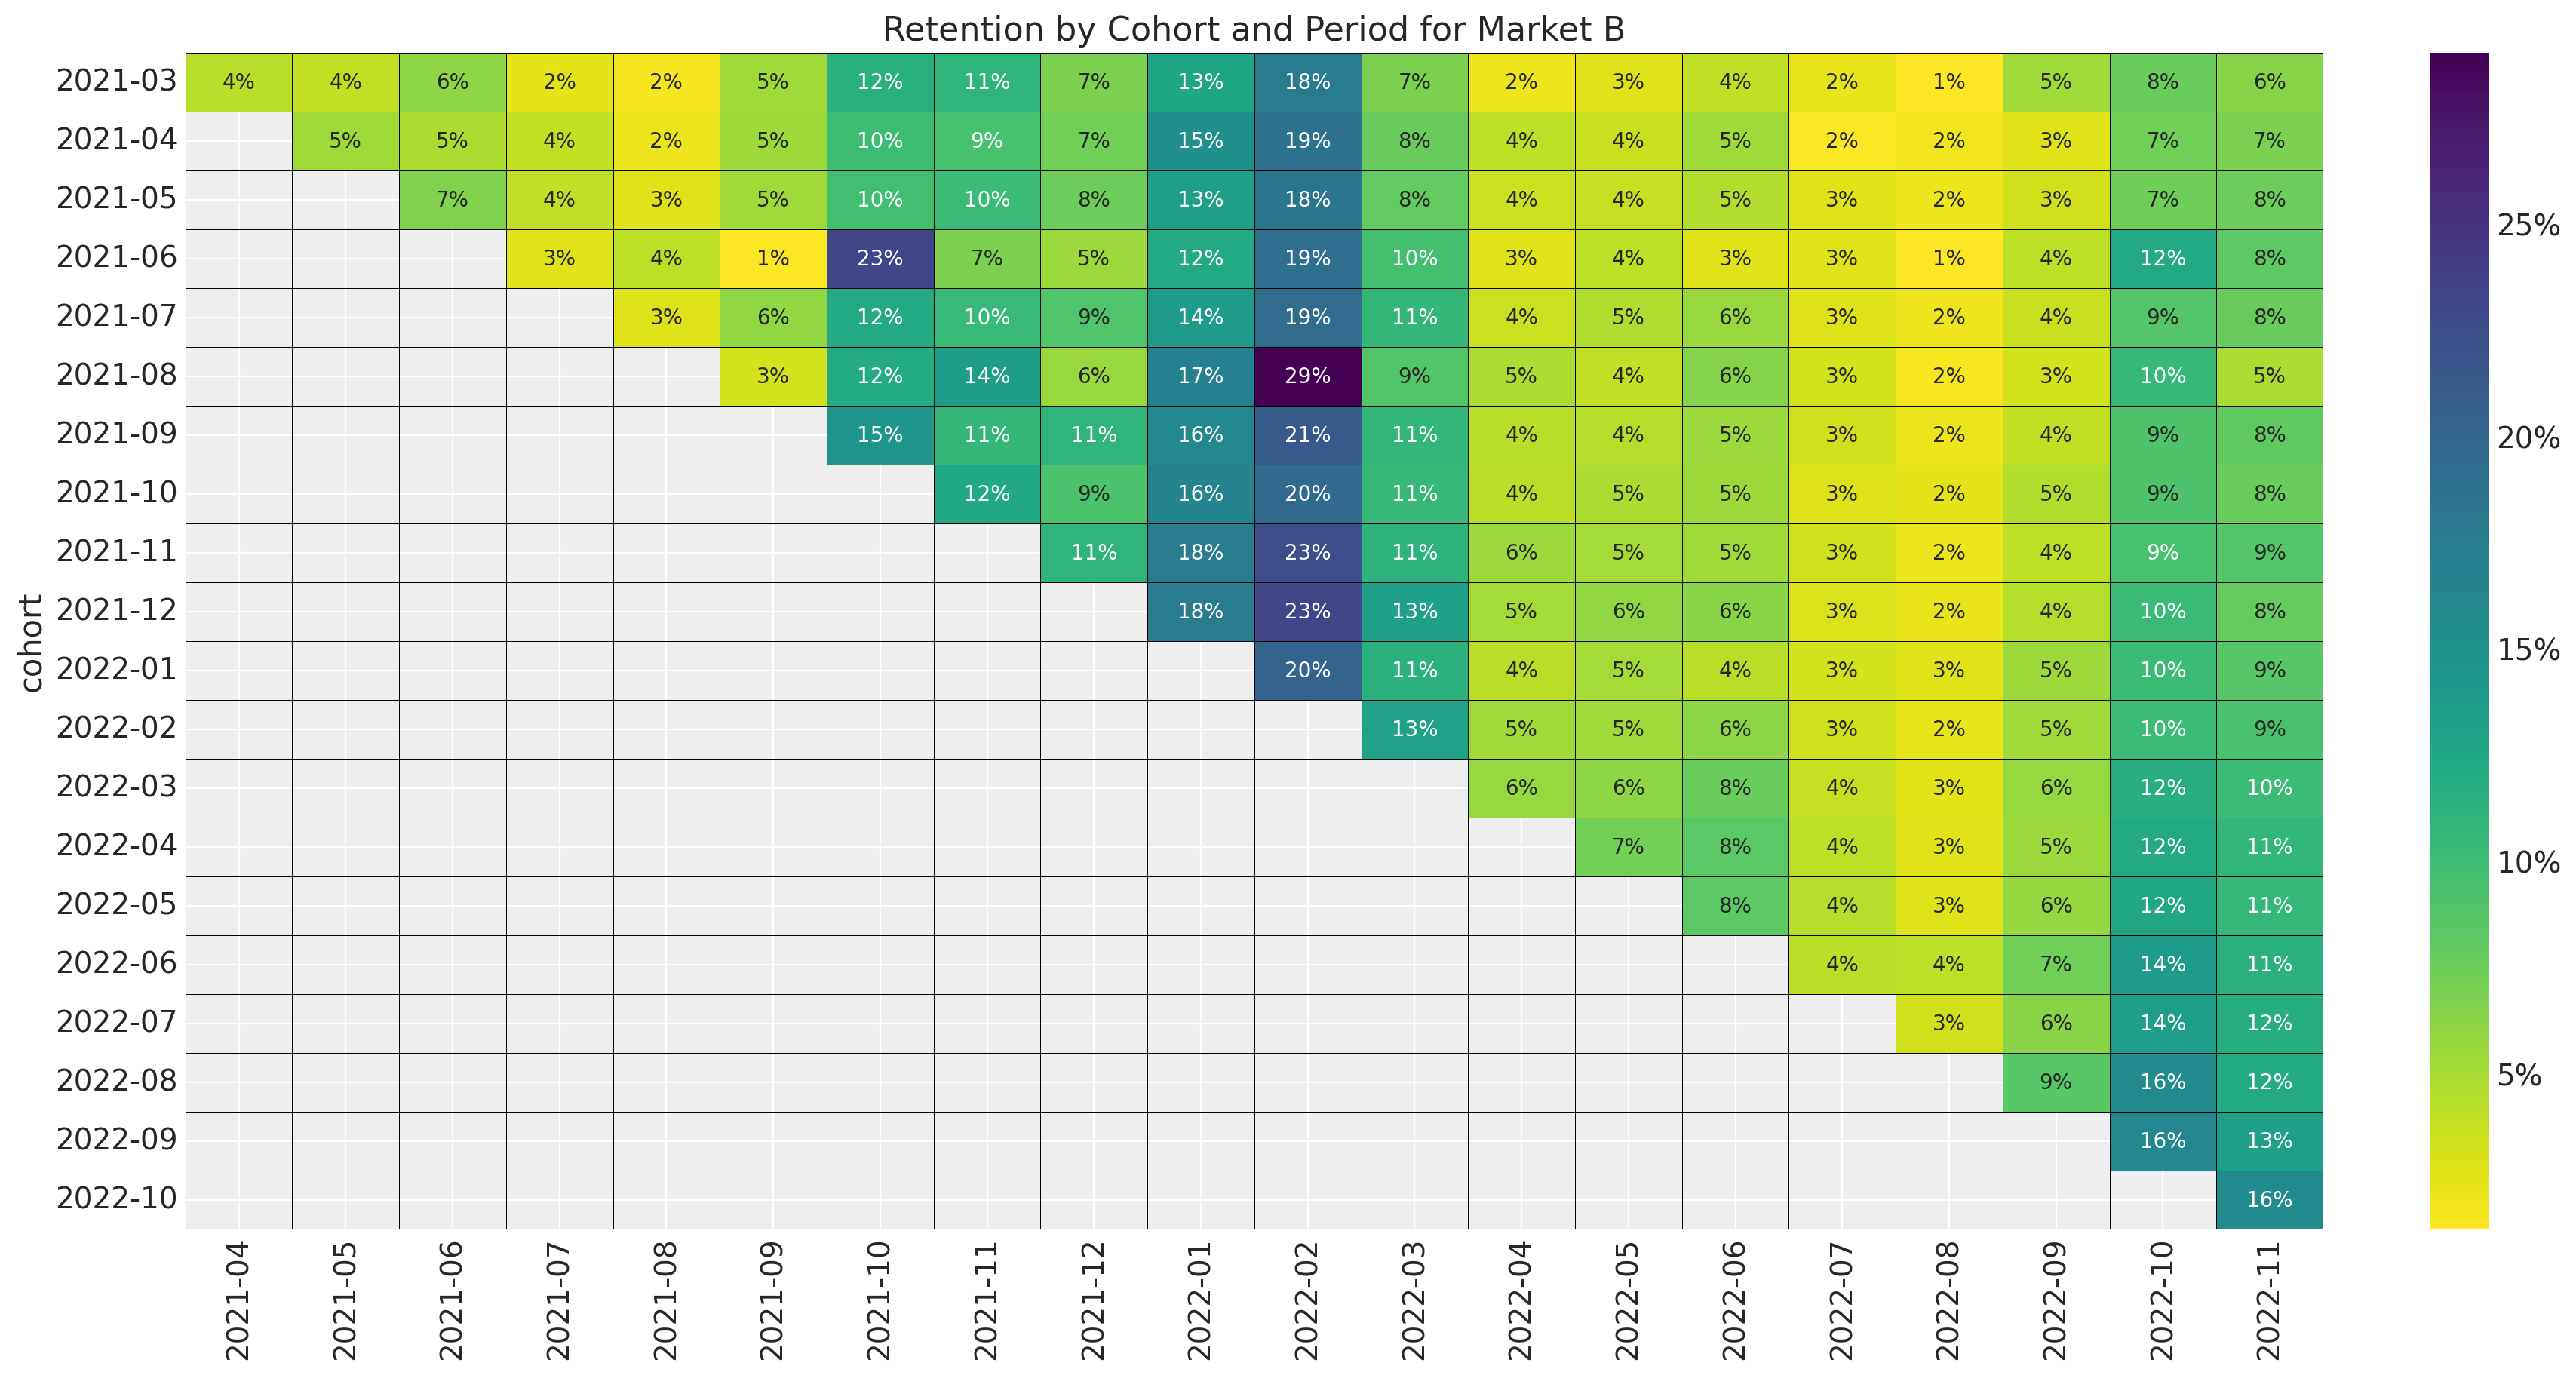 Retention by Cohort and Period for Market B
2021-03 4% 4% 6% 2% 2% 5% 12% 11% 7% 13% 18% 7% 2% 3% 4% 2% 1% 5% 8% 6%
2021-04 5% 5% 4% 2% 5% 10% 9% 7% 15% 19% 8% 4% 4% 5% 2% 2% 3% 7% 7%
2021-05 7% 4% 3% 5% 10% 10% 8% 13% 18% 8% 4% 4% 5% 3% 2% 3% 7% 8%
2021-06 3% 4% 1% 23% 7% 5% 12% 19% 10% 3% 4% 3% 3% 1% 4% 12% 8%
2021-07 3% 6% 12% 10% 9% 14% 19% 11% 4% 5% 6% 3% 2% 4% 9% 8%
2021-08 3% 12% 14% 6% 17% 29% 9% 5% 4% 6% 3% 2% 3% 10% 5%
2021-09 15% 11% 11% 16% 21% 11% 4% 4% 5% 3% 2% 4% 9% 8%
2021-10 12% 9% 16% 20% 11% 4% 5% 5% 3% 2% 5% 9% 8%
2021-11 11% 18% 23% 11% 6% 5% 5% 3% 2% 4% 9% 9%
2021-12 18% 23% 13% 5% 6% 6% 3% 2% 4% 10% 8%
2022-01 20% 11% 4% 5% 4% 3% 3% 5% 10% 9%
2022-02 13% 5% 5% 6% 3% 2% 5% 10% 9%
2022-03 6% 6% 8% 4% 3% 6% 12% 10%
2022-04 7% 8% 4% 3% 5% 12% 11%
2022-05 8% 4% 3% 6% 12% 11%
2022-06 4% 4% 7% 14% 11%
2022-07 3% 6% 14% 12%
2022-08 9% 16% 12%
2022-09 16% 13%
2022-10 16%
cohort
2021-04 2021-05 2021-06 2021-07 2021-08 2021-09 2021-10 2021-11 2021-12 2022-01 2022-02 2022-03 2022-04 2022-05 2022-06 2022-07 2022-08 2022-09 2022-10 2022-11
25%
20%
15%
10%
5%